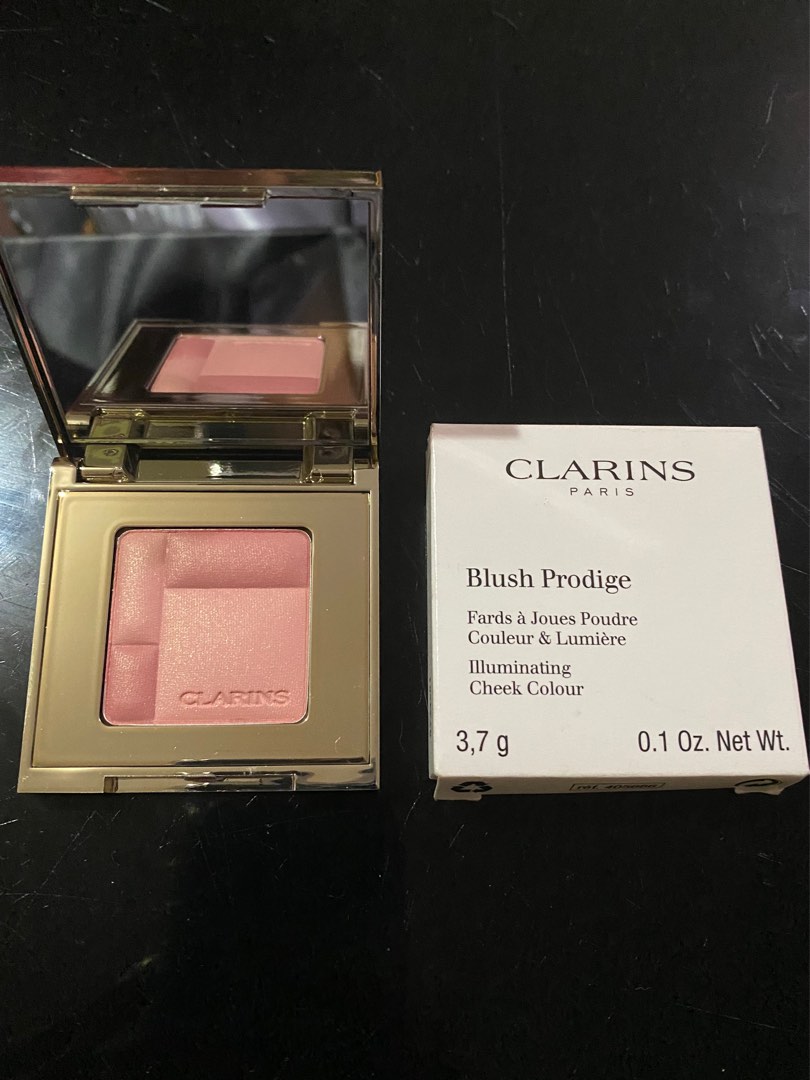 CLARINS
CLARINS
PARIS
Blush Prodige
Fards à Joues Poudre
Couleur & Lumière
Illuminating
Cheek Colour
3,7 g
0.1 Oz. Net Wt.